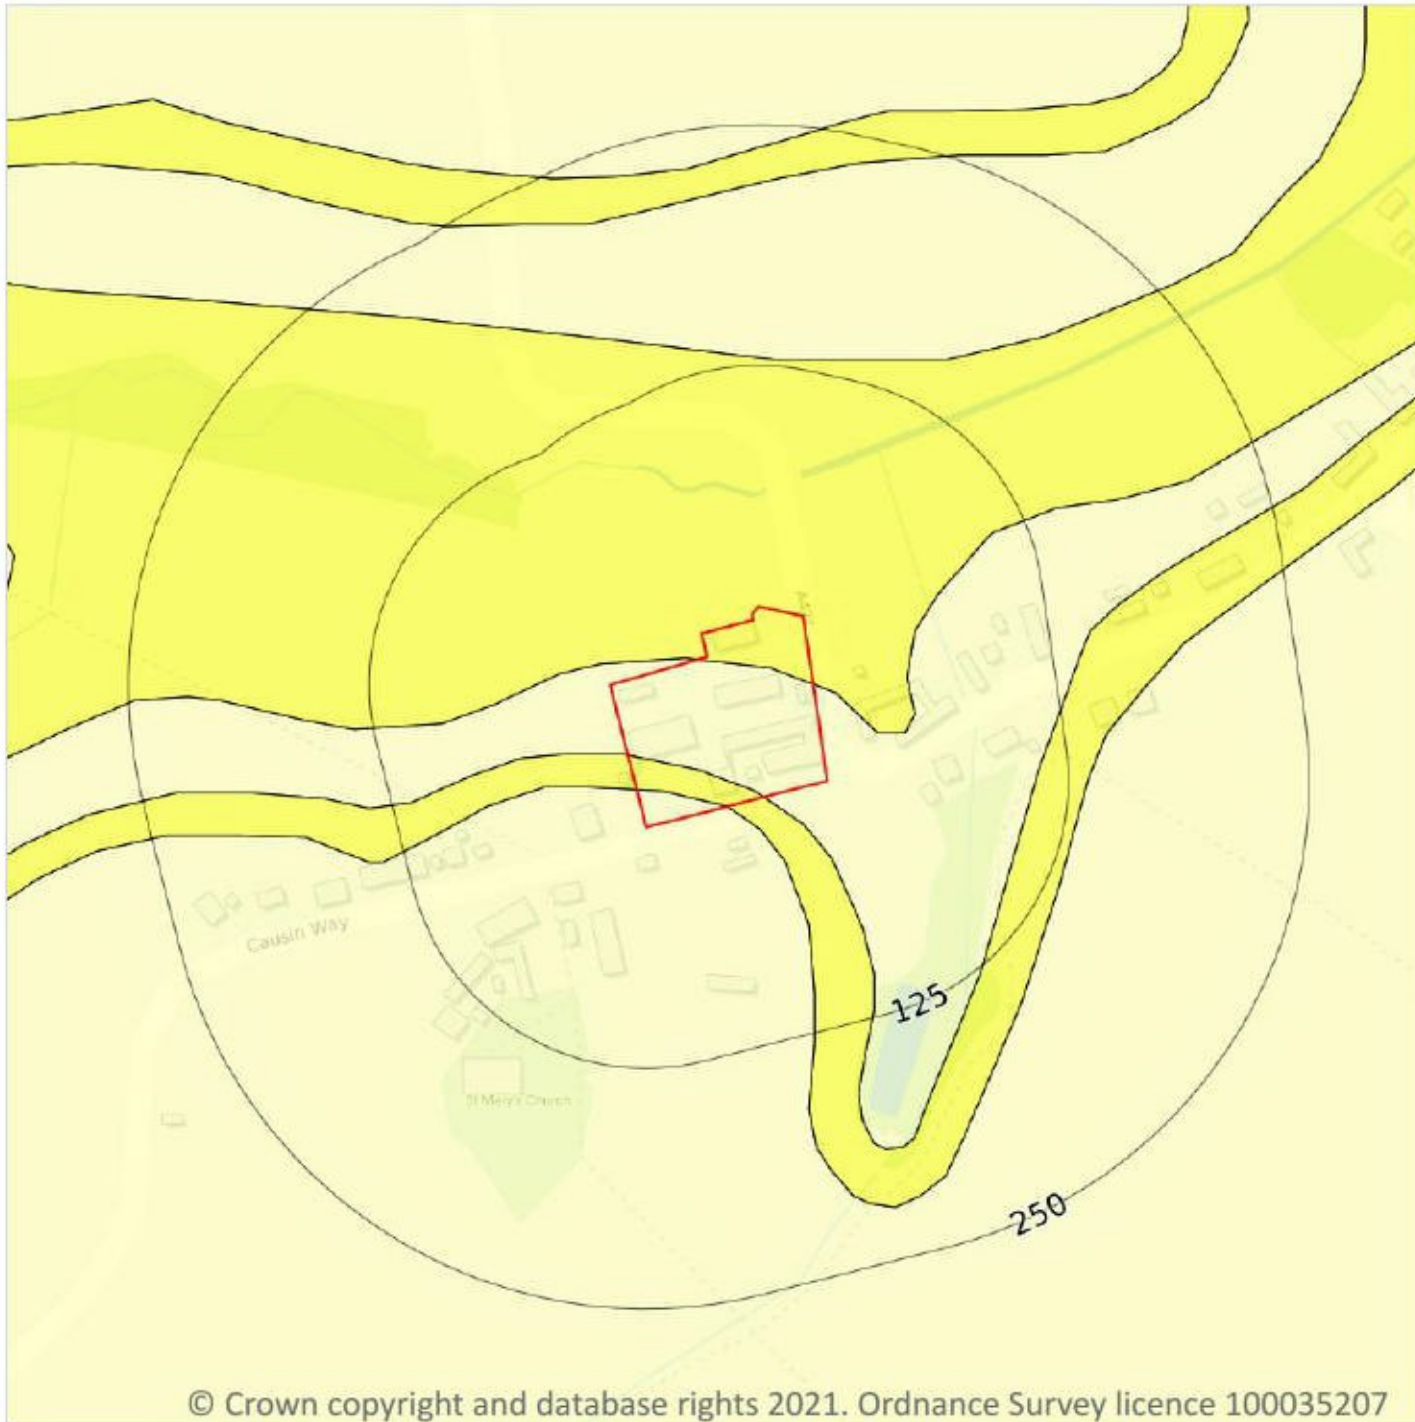 Causin Way
St Mary's Church
125
250
© Crown copyright and database rights 2021. Ordnance Survey licence 100035207